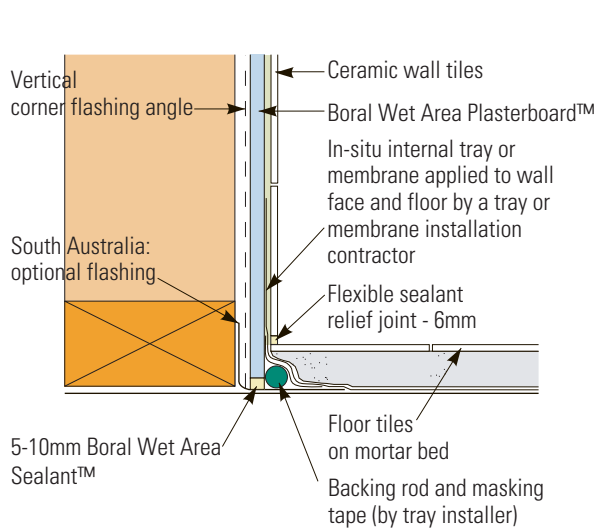 Vertical
corner flashing angle
South Australia:
optional flashing
5-10mm Boral Wet Area
Sealant™
Ceramic wall tiles
Boral Wet Area Plasterboard™
In-situ internal tray or
membrane applied to wall
face and floor by a tray or
membrane installation
contractor
Flexible sealant
relief joint - 6mm
Floor tiles
on mortar bed
Backing rod and masking
tape (by tray installer)